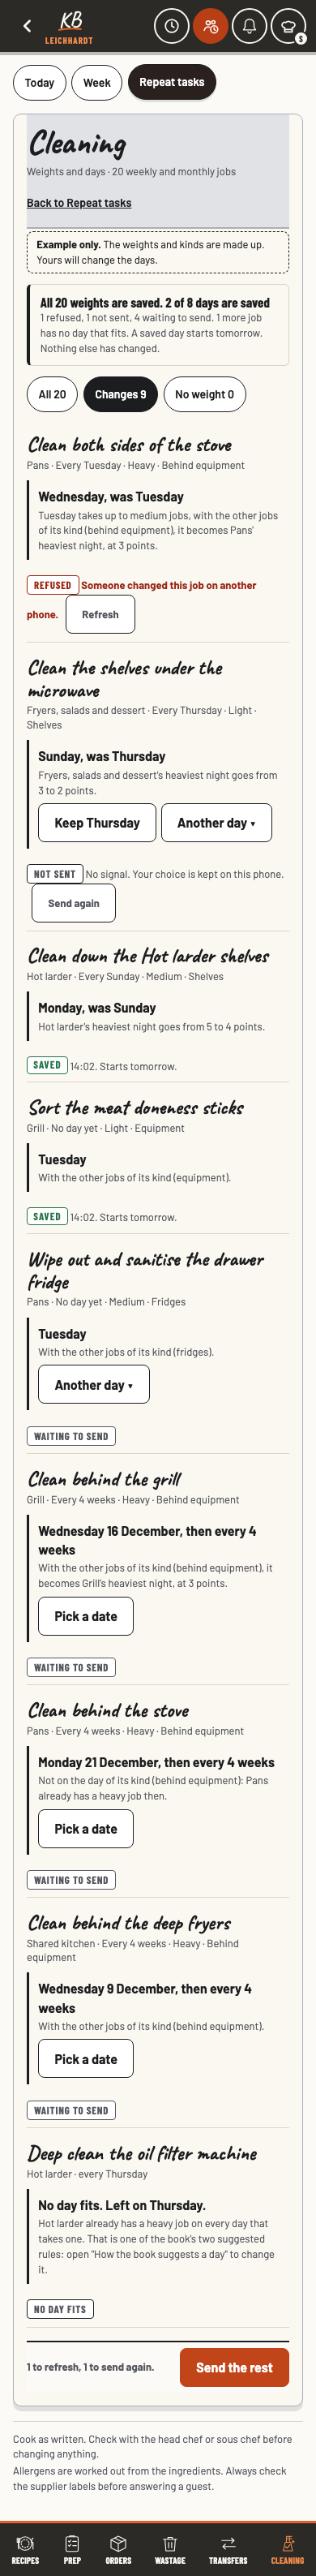 KB
LEICHHARDT
$
Today
Week
Repeat tasks
Cleaning
Weights and days · 20 weekly and monthly jobs
Back to Repeat tasks
Example only. The weights and kinds are made up.
Yours will change the days.
All 20 weights are saved. 2 of 8 days are saved
1 refused, 1 not sent, 4 waiting to send. 1 more job
has no day that fits. A saved day starts tomorrow.
Nothing else has changed.
All 20
Changes 9
No weight 0
Clean both sides of the stove
Pans · Every Tuesday · Heavy · Behind equipment
Wednesday, was Tuesday
Tuesday takes up to medium jobs, with the other jobs
of its kind (behind equipment), it becomes Pans'
heaviest night, at 3 points.
REFUSED Someone changed this job on another
phone. Refresh
Clean the shelves under the
microwave
Fryers, salads and dessert · Every Thursday · Light ·
Shelves
Sunday, was Thursday
Fryers, salads and dessert's heaviest night goes from
3 to 2 points.
Keep Thursday
Another day ▾
NOT SENT No signal. Your choice is kept on this phone.
Send again
Clean down the Hot larder shelves
Hot larder · Every Sunday · Medium · Shelves
Monday, was Sunday
Hot larder's heaviest night goes from 5 to 4 points.
SAVED 14:02. Starts tomorrow.
Sort the meat doneness sticks
Grill · No day yet · Light · Equipment
Tuesday
With the other jobs of its kind (equipment).
SAVED 14:02. Starts tomorrow.
Wipe out and sanitise the drawer
fridge
Pans · No day yet · Medium · Fridges
Tuesday
With the other jobs of its kind (fridges).
Another day ▾
WAITING TO SEND
Clean behind the grill
Grill · Every 4 weeks · Heavy · Behind equipment
Wednesday 16 December, then every 4
weeks
With the other jobs of its kind (behind equipment), it
becomes Grill's heaviest night, at 3 points.
Pick a date
WAITING TO SEND
Clean behind the stove
Pans · Every 4 weeks · Heavy · Behind equipment
Monday 21 December, then every 4 weeks
Not on the day of its kind (behind equipment): Pans
already has a heavy job then.
Pick a date
WAITING TO SEND
Clean behind the deep fryers
Shared kitchen · Every 4 weeks · Heavy · Behind
equipment
Wednesday 9 December, then every 4
weeks
With the other jobs of its kind (behind equipment).
Pick a date
WAITING TO SEND
Deep clean the oil filter machine
Hot larder · every Thursday
No day fits. Left on Thursday.
Hot larder already has a heavy job on every day that
takes one. That is one of the book's two suggested
rules: open "How the book suggests a day" to change
it.
NO DAY FITS
1 to refresh, 1 to send again.
Send the rest
Cook as written. Check with the head chef or sous chef before
changing anything.
Allergens are worked out from the ingredients. Always check
the supplier labels before answering a guest.
RECIPES
PREP
ORDERS
WASTAGE
TRANSFERS
CLEANING